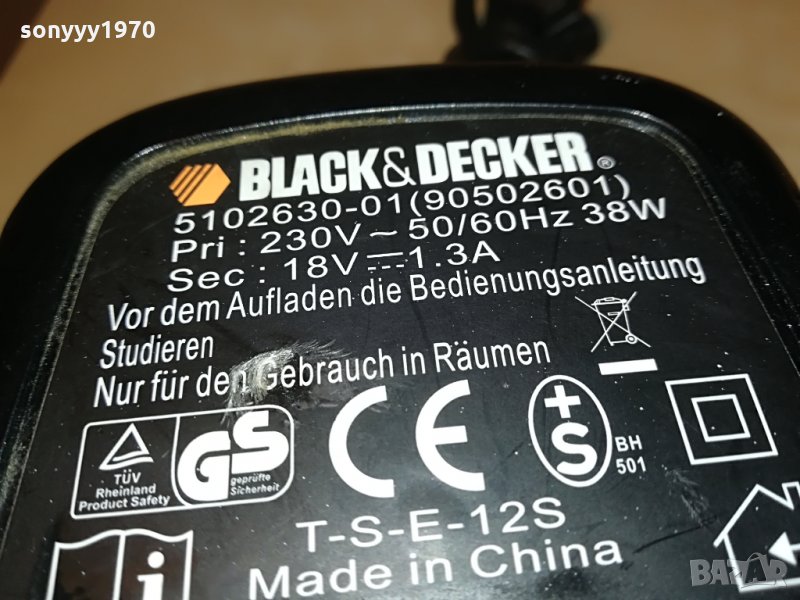 sonyyy1970
BLACK&DECKER®
5102630-01(90502601)
Pri : 230V ~ 50/60Hz 38W
Sec : 18V ⎓ 1.3A
Vor dem Aufladen die Bedienungsanleitung
Studieren
Nur für den Gebrauch in Räumen
TÜV
Rheinland
Product Safety
GS
geprüfte
Sicherheit
CE
+S
BH
501
T-S-E-12S
Made in China
i
BAZAR